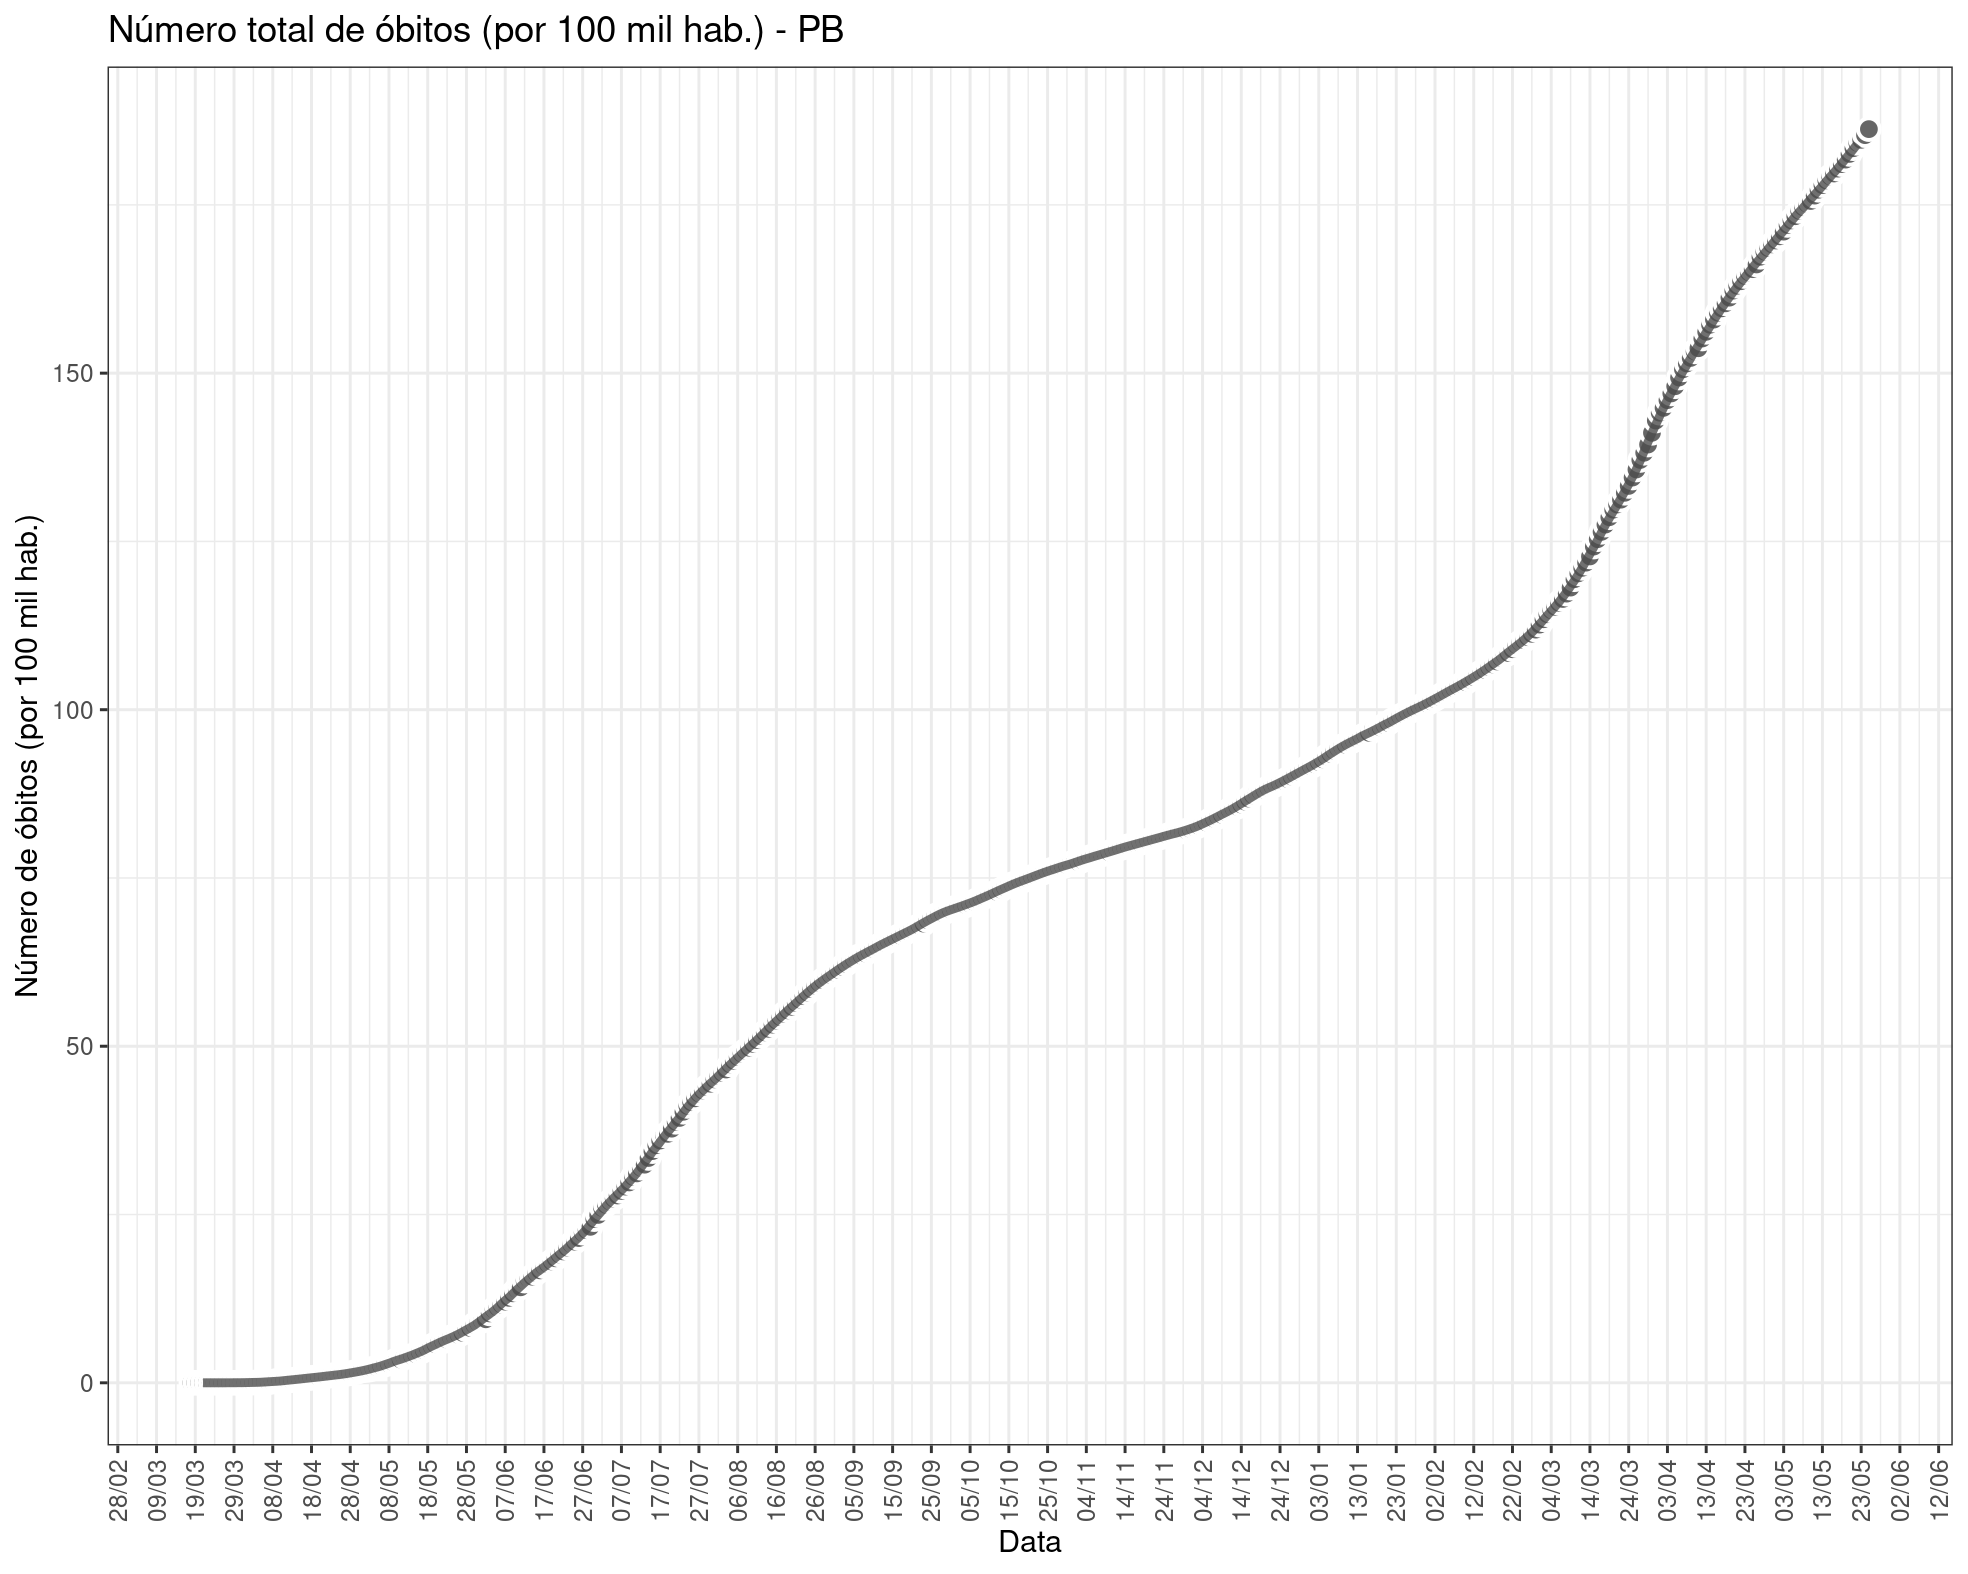 Número total de óbitos (por 100 mil hab.) - PB
Número de óbitos (por 100 mil hab.)
150
100
50
0
28/02 09/03 19/03 29/03 08/04 18/04 28/04 08/05 18/05 28/05 07/06 17/06 27/06 07/07 17/07 27/07 06/08 16/08 26/08 05/09 15/09 25/09 05/10 15/10 25/10 04/11 14/11 24/11 04/12 14/12 24/12 03/01 13/01 23/01 02/02 12/02 22/02 04/03 14/03 24/03 03/04 13/04 23/04 03/05 13/05 23/05 02/06 12/06
Data